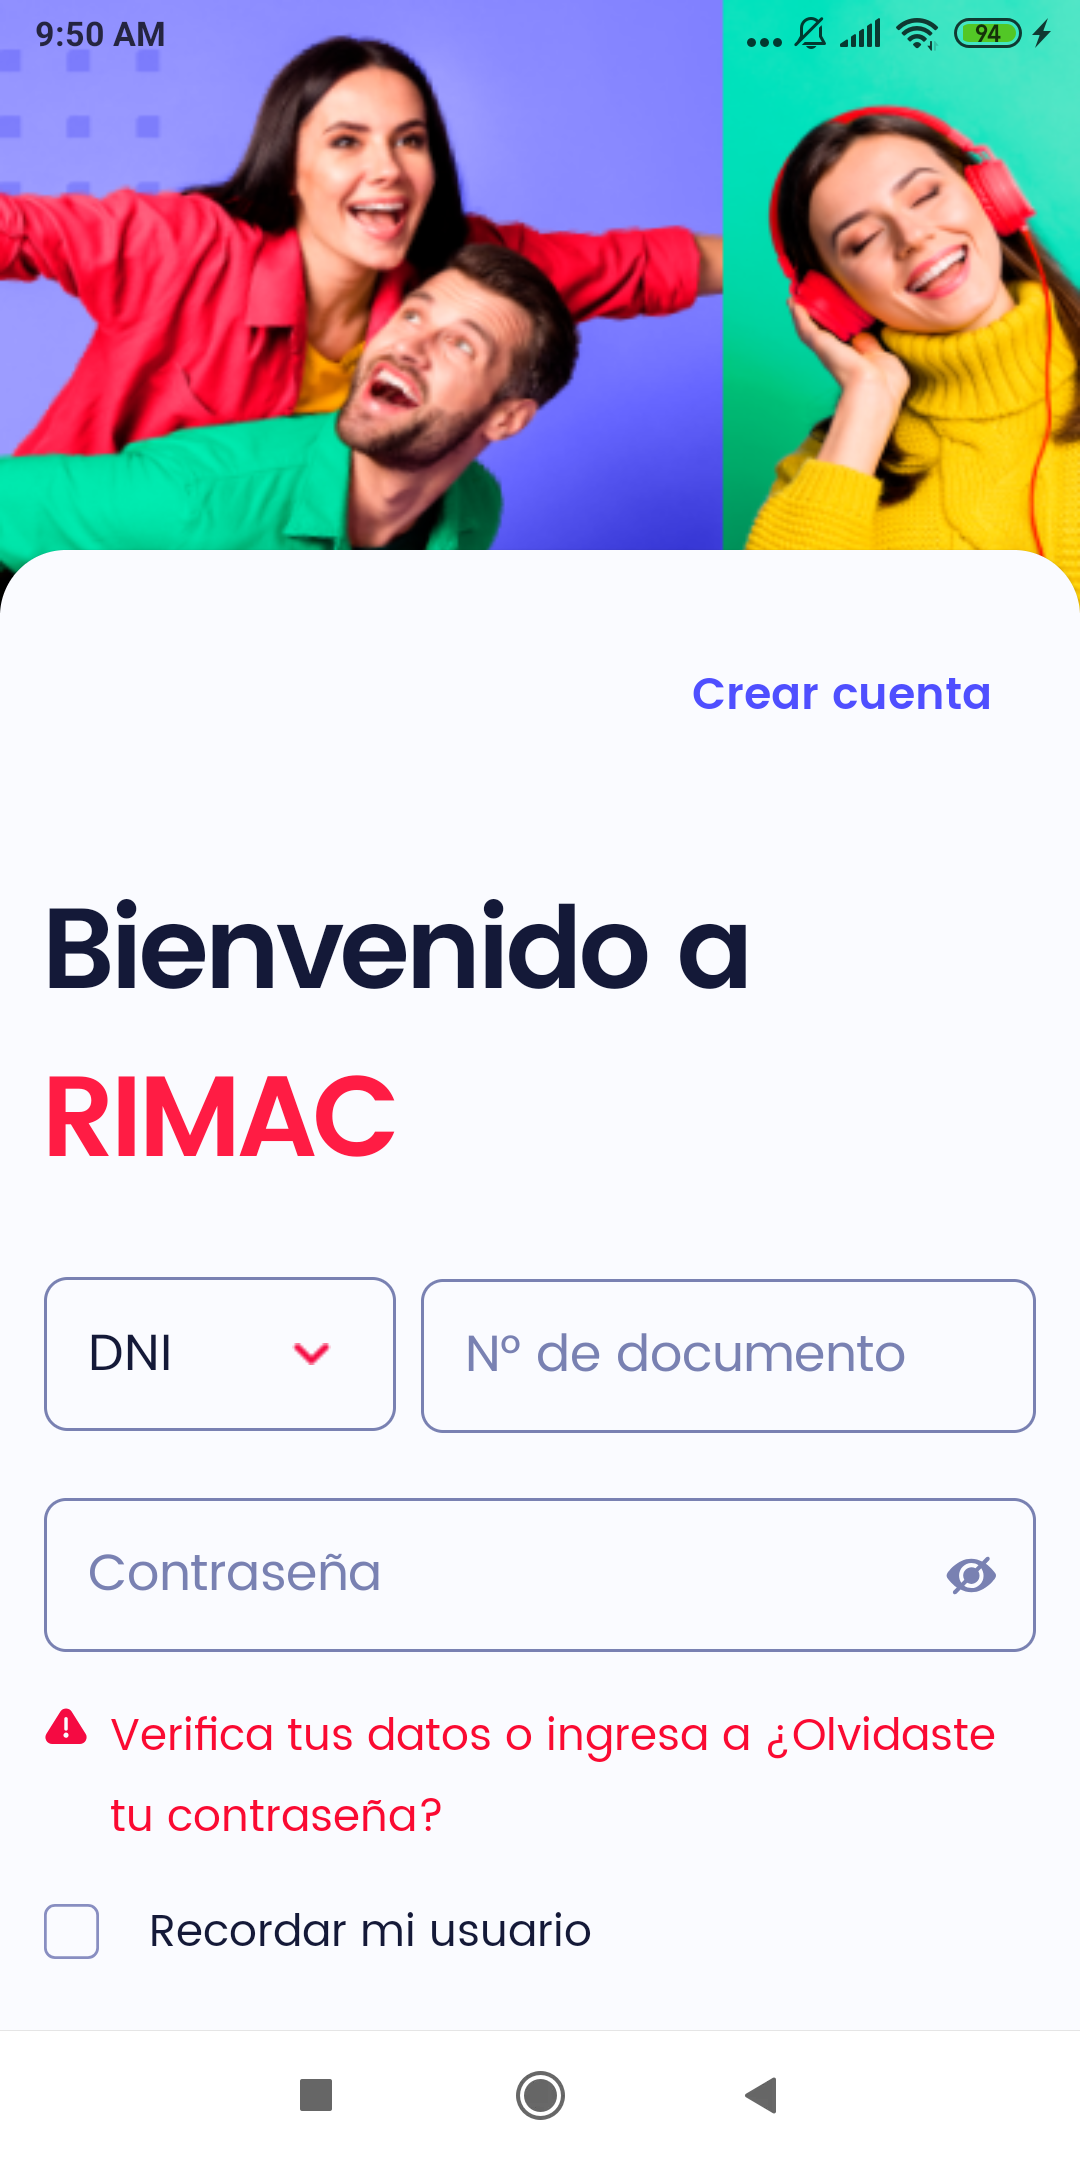 9:50 AM
94
Crear cuenta
Bienvenido a
RIMAC
DNI
N° de documento
Contraseña
Verifica tus datos o ingresa a ¿Olvidaste
tu contraseña?
Recordar mi usuario